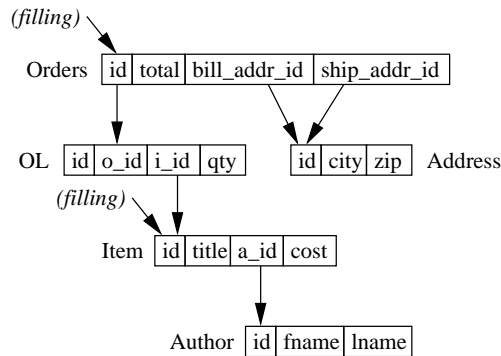 (filling)
Orders id total bill_addr_id ship_addr_id
OL id o_id i_id qty id city zip Address
(filling)
Item id title a_id cost
Author id fname lname